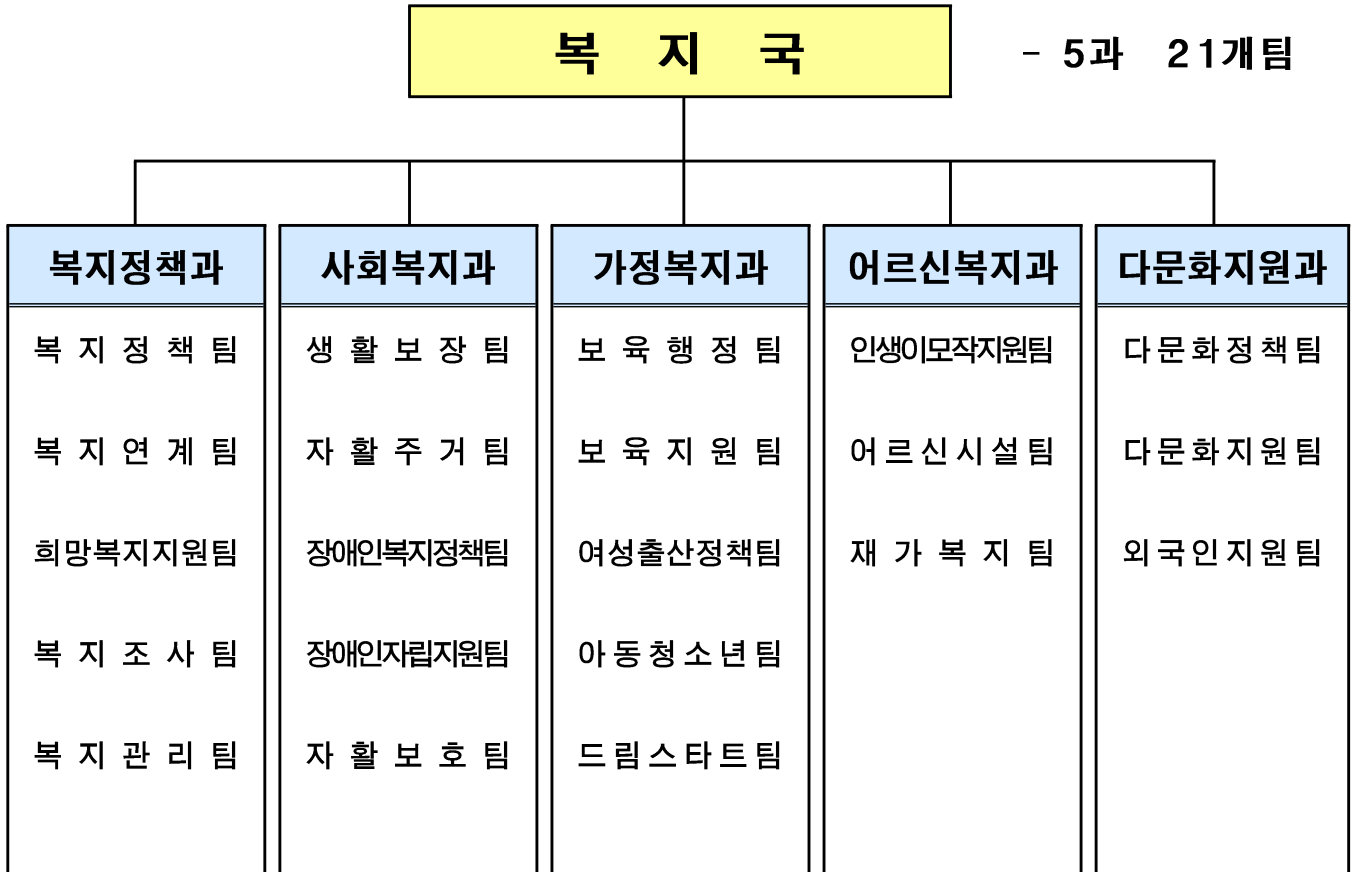 복 지 국
- 5과 21개팀
복지정책과
복 지 정 책 팀
복 지 연 계 팀
희망복지지원팀
복 지 조 사 팀
복 지 관 리 팀
사회복지과
생 활 보 장 팀
자 활 주 거 팀
장애인복지정책팀
장애인자립지원팀
자 활 보 호 팀
가정복지과
보 육 행 정 팀
보 육 지 원 팀
여성출산정책팀
아동청소년팀
드림스타트팀
어르신복지과
인생이모작지원팀
어르신시설팀
재 가 복 지 팀
다문화지원과
다문화정책팀
다문화지원팀
외국인지원팀